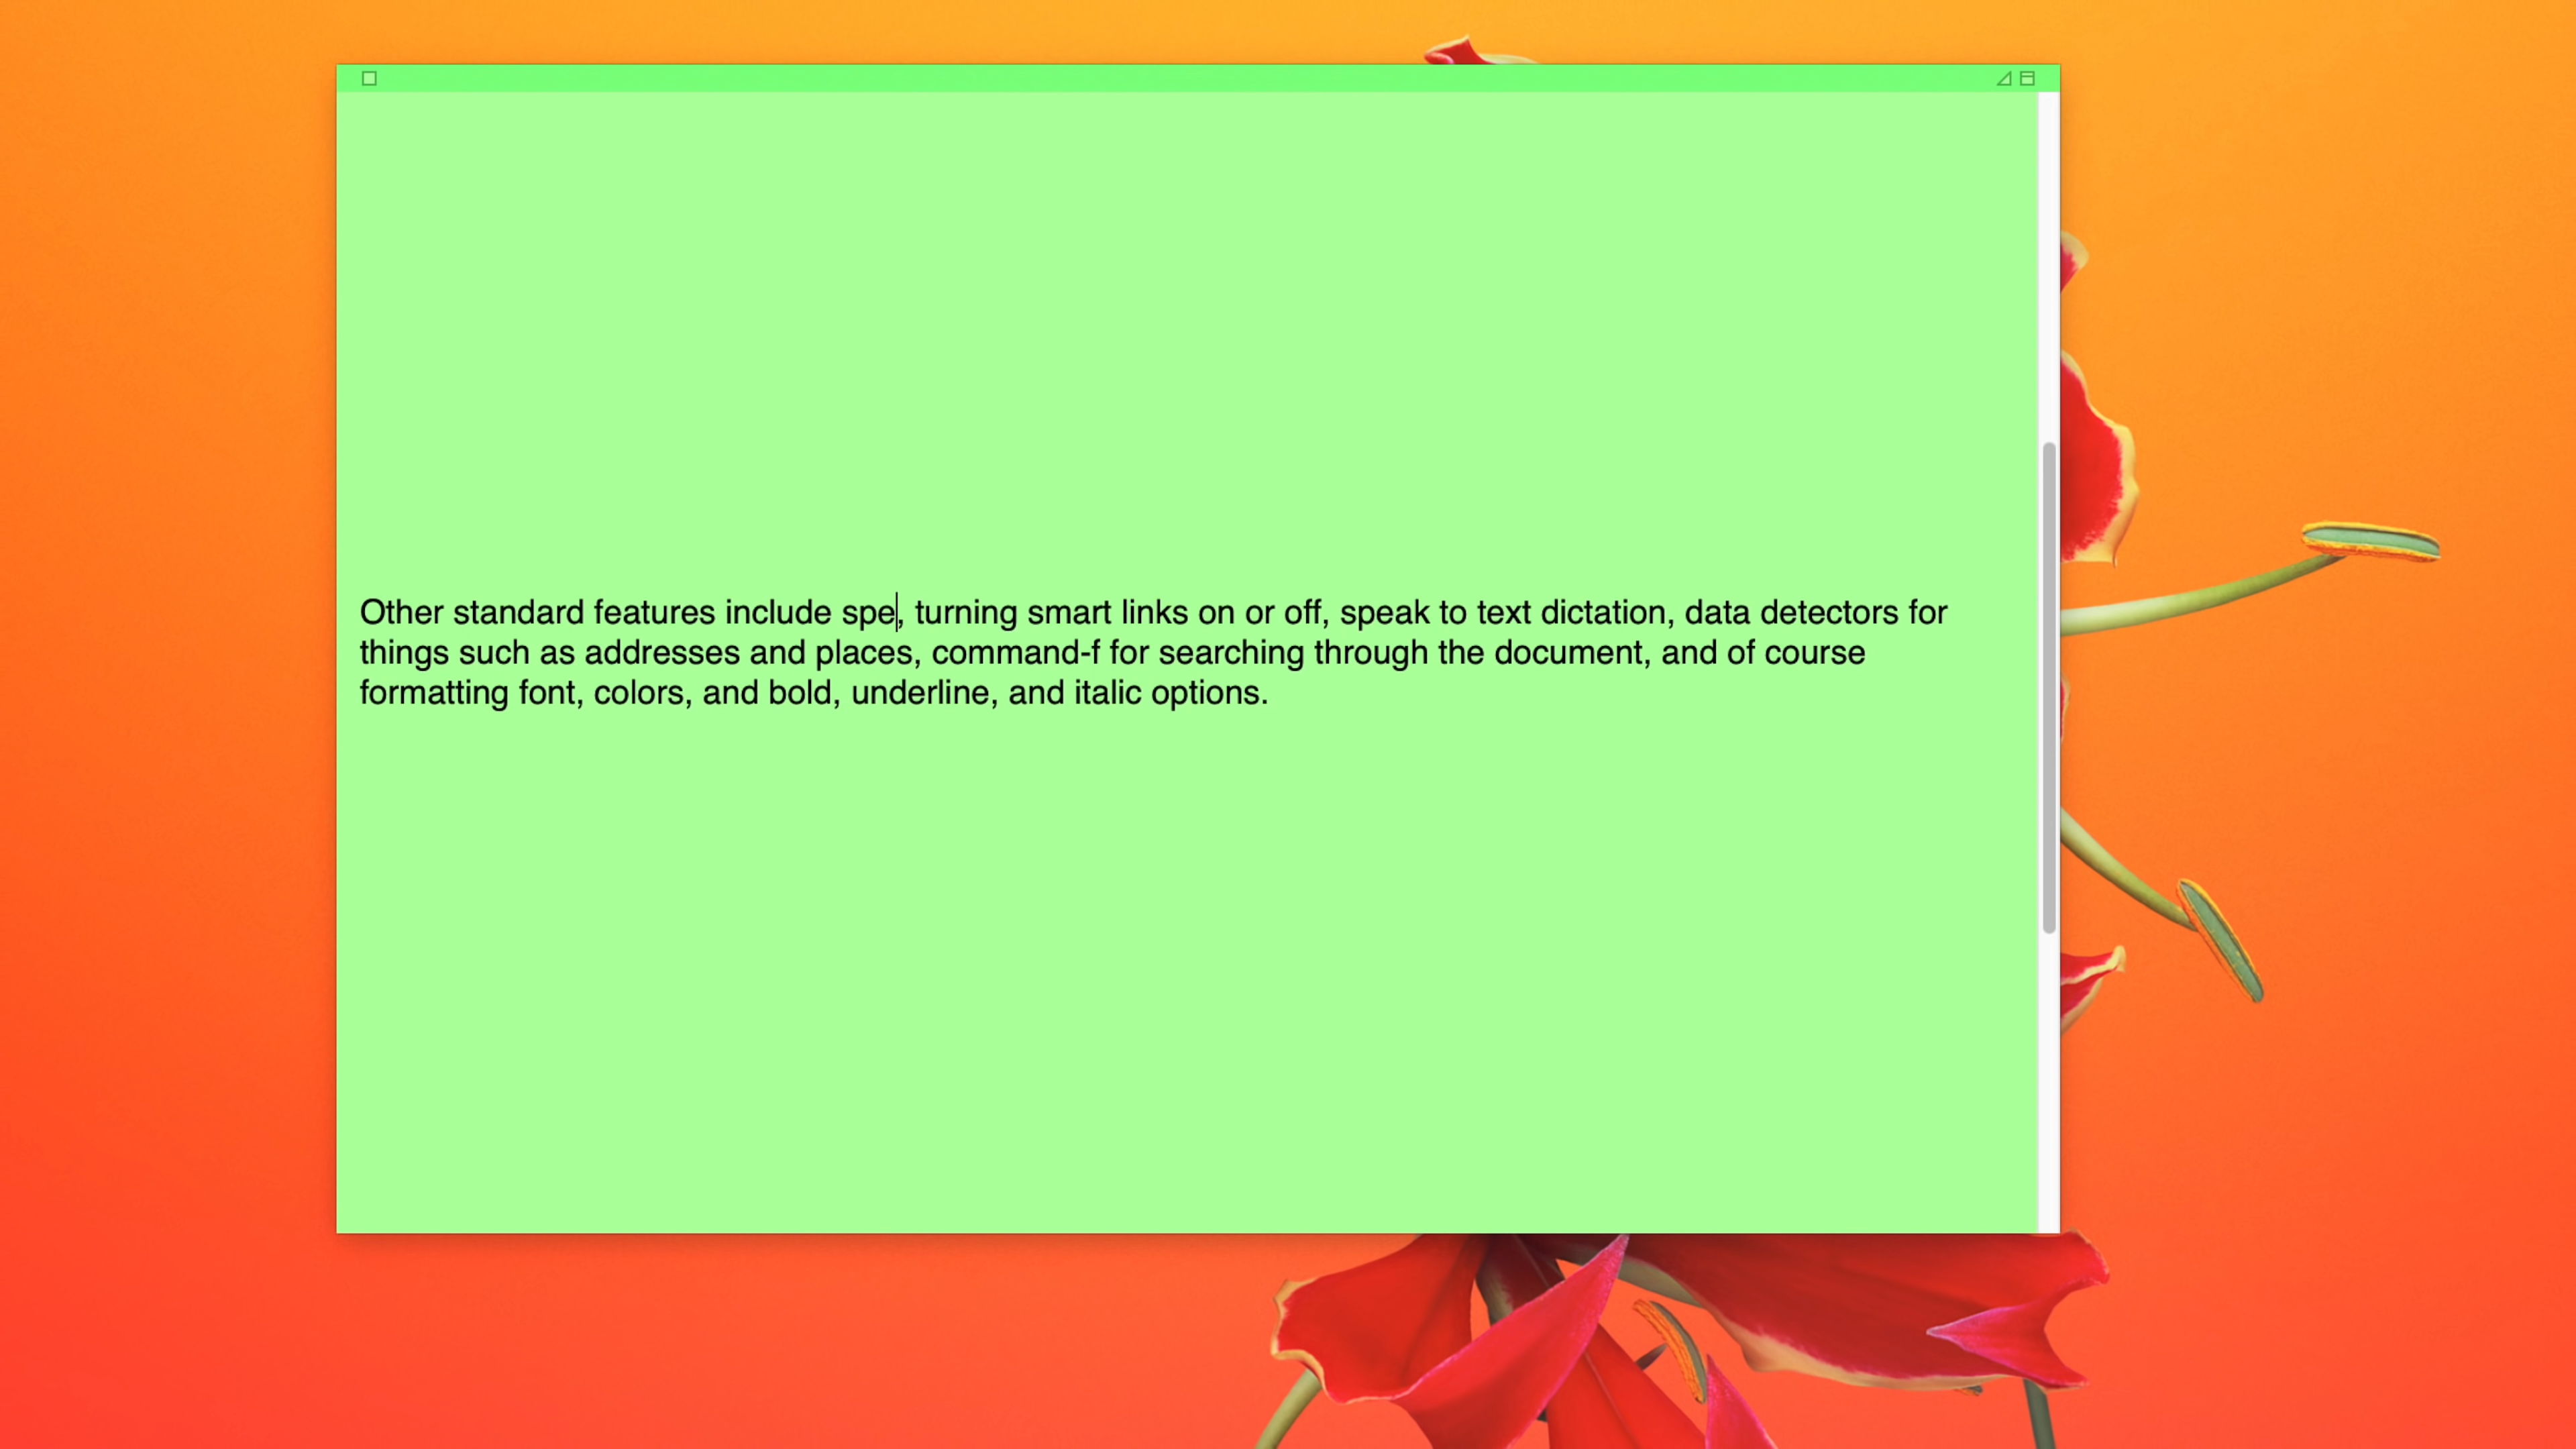 Other standard features include spe, turning smart links on or off, speak to text dictation, data detectors for
things such as addresses and places, command-f for searching through the document, and of course
formatting font, colors, and bold, underline, and italic options.